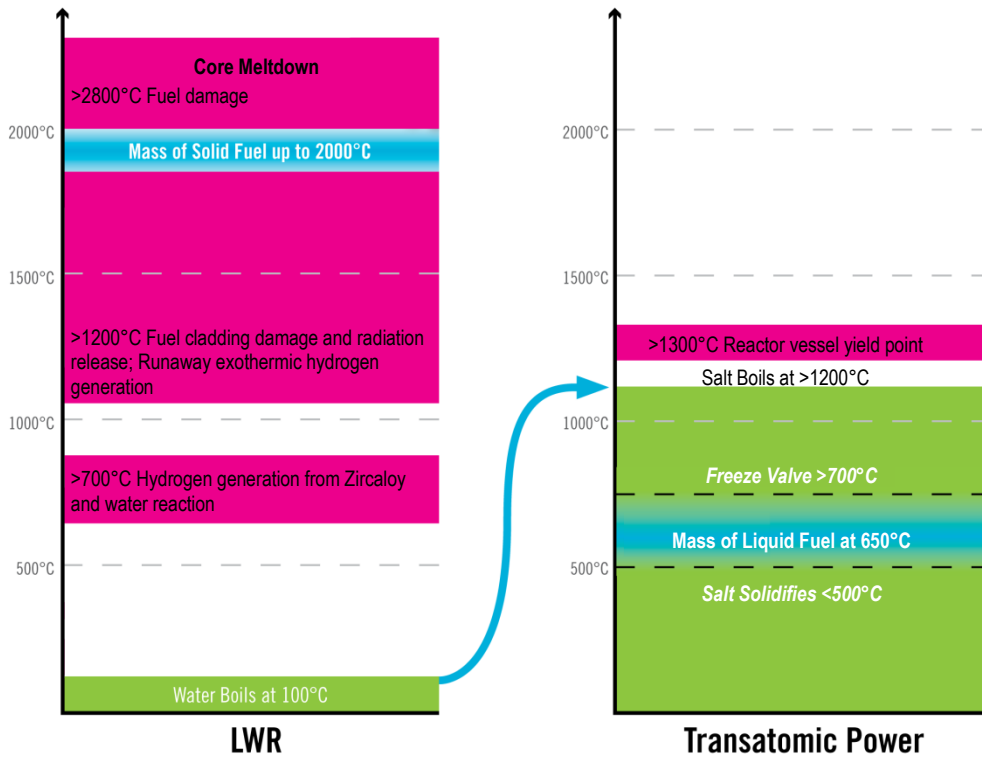 Core Meltdown
>2800°C Fuel damage
2000°C
Mass of Solid Fuel up to 2000°C
1500°C
>1200°C Fuel cladding damage and radiation
release; Runaway exothermic hydrogen
generation
1000°C
>700°C Hydrogen generation from Zircaloy
and water reaction
500°C
Water Boils at 100°C
LWR
2000°C
1500°C
>1300°C Reactor vessel yield point
Salt Boils at >1200°C
1000°C
Freeze Valve >700°C
Mass of Liquid Fuel at 650°C
500°C
Salt Solidifies <500°C
Transatomic Power